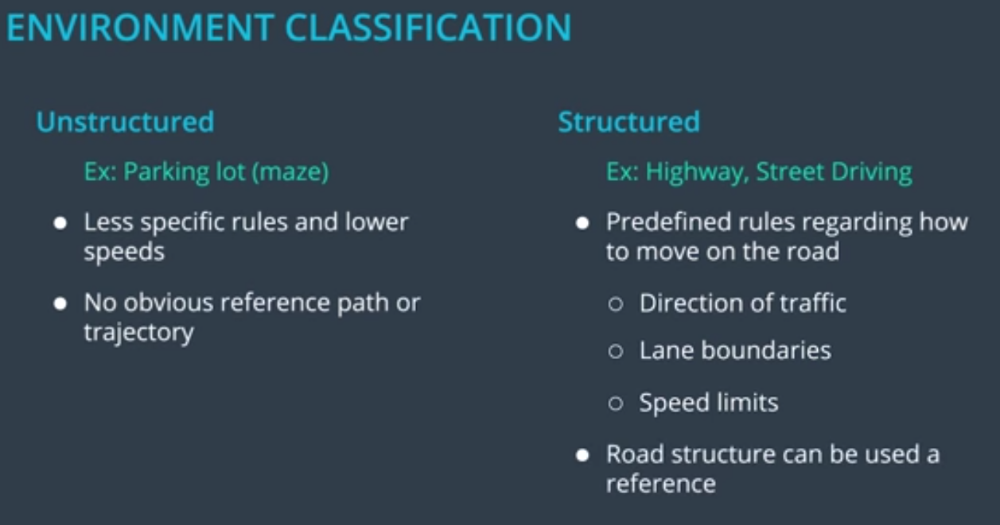 ENVIRONMENT CLASSIFICATION
Unstructured
Ex: Parking lot (maze)
● Less specific rules and lower
speeds
● No obvious reference path or
trajectory
Structured
Ex: Highway, Street Driving
● Predefined rules regarding how
to move on the road
○ Direction of traffic
○ Lane boundaries
○ Speed limits
● Road structure can be used a
reference